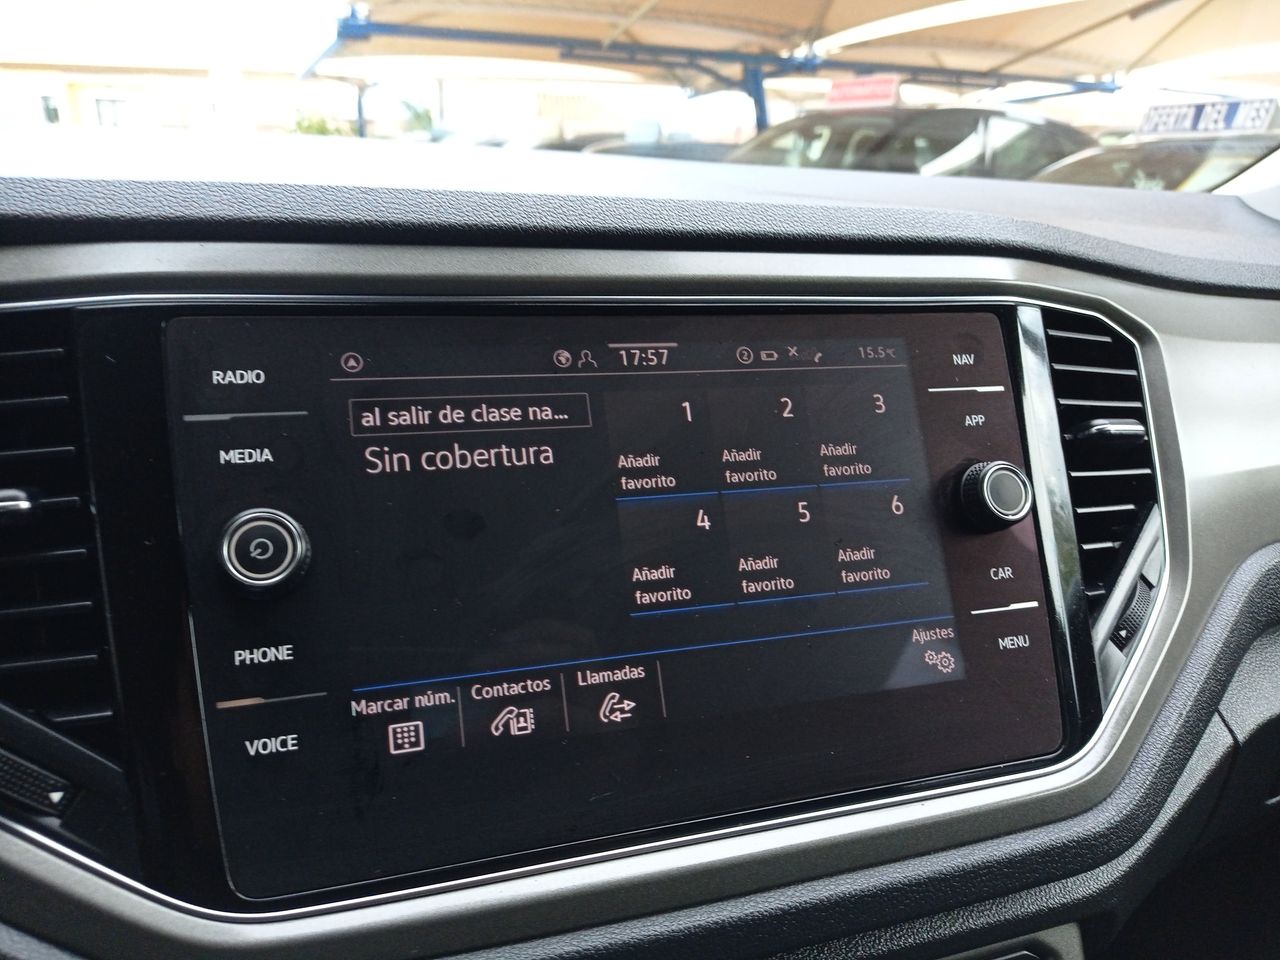 OFERTA DEL MES
RADIO
MEDIA
PHONE
VOICE
17:57
2
15.5°C
al salir de clase na...
Sin cobertura
1
2
3
Añadir favorito
Añadir favorito
Añadir favorito
4
5
6
Añadir favorito
Añadir favorito
Añadir favorito
Marcar núm.
Contactos
Llamadas
Ajustes
NAV
APP
CAR
MENU